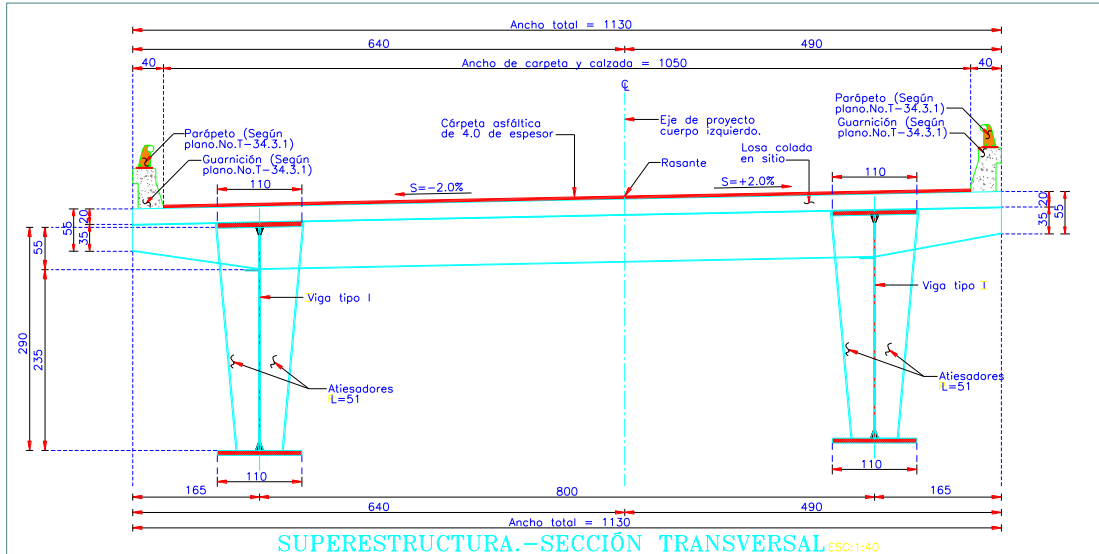 Ancho total = 1130
640
490
40
Ancho de carpeta y calzada = 1050
40
℄
Parápeto (Según
plano.No.T-34.3.1)
Guarnición (Según
plano.No.T-34.3.1)
Cárpeta asfáltica
de 4.0 de espesor
Eje de proyecto
cuerpo izquierdo.
Losa colada
en sitio
Rasante
Parápeto (Según
plano.No.T-34.3.1)
Guarnición (Según
plano.No.T-34.3.1)
110
S=-2.0%
S=+2.0%
110
55
20
35
20
35
55
55
290
235
Viga tipo I
Viga tipo I
Atiesadores
L=51
Atiesadores
L=51
110
110
165
800
165
640
490
Ancho total = 1130
SUPERESTRUCTURA.-SECCIÓN TRANSVERSAL ESC:1:40